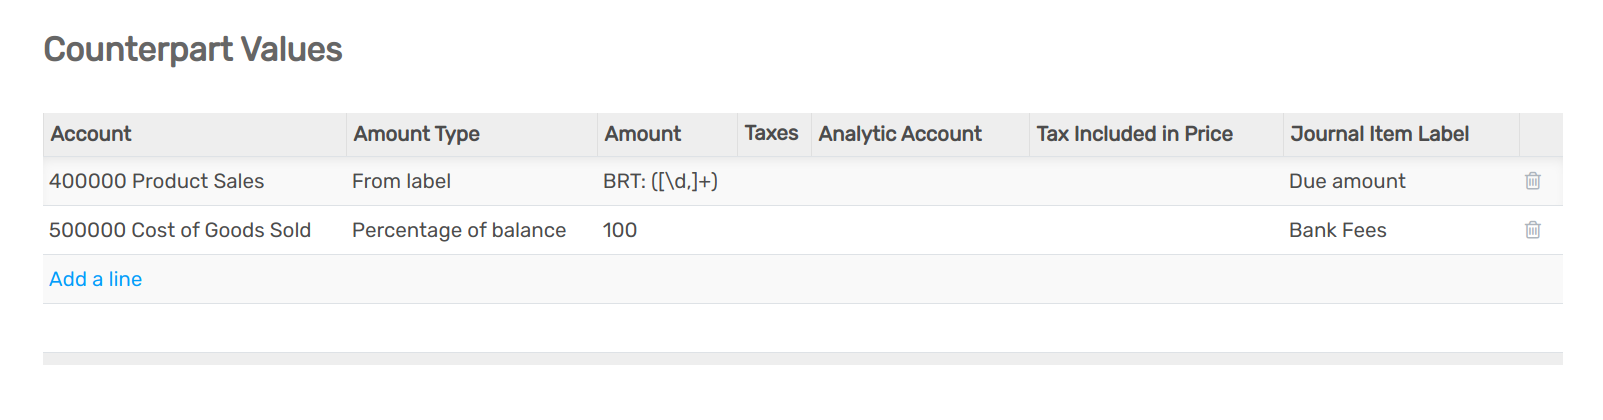 Counterpart Values
Account Amount Type Amount Taxes Analytic Account Tax Included in Price Journal Item Label
400000 Product Sales From label BRT: ([\d,]+) Due amount
500000 Cost of Goods Sold Percentage of balance 100 Bank Fees
Add a line